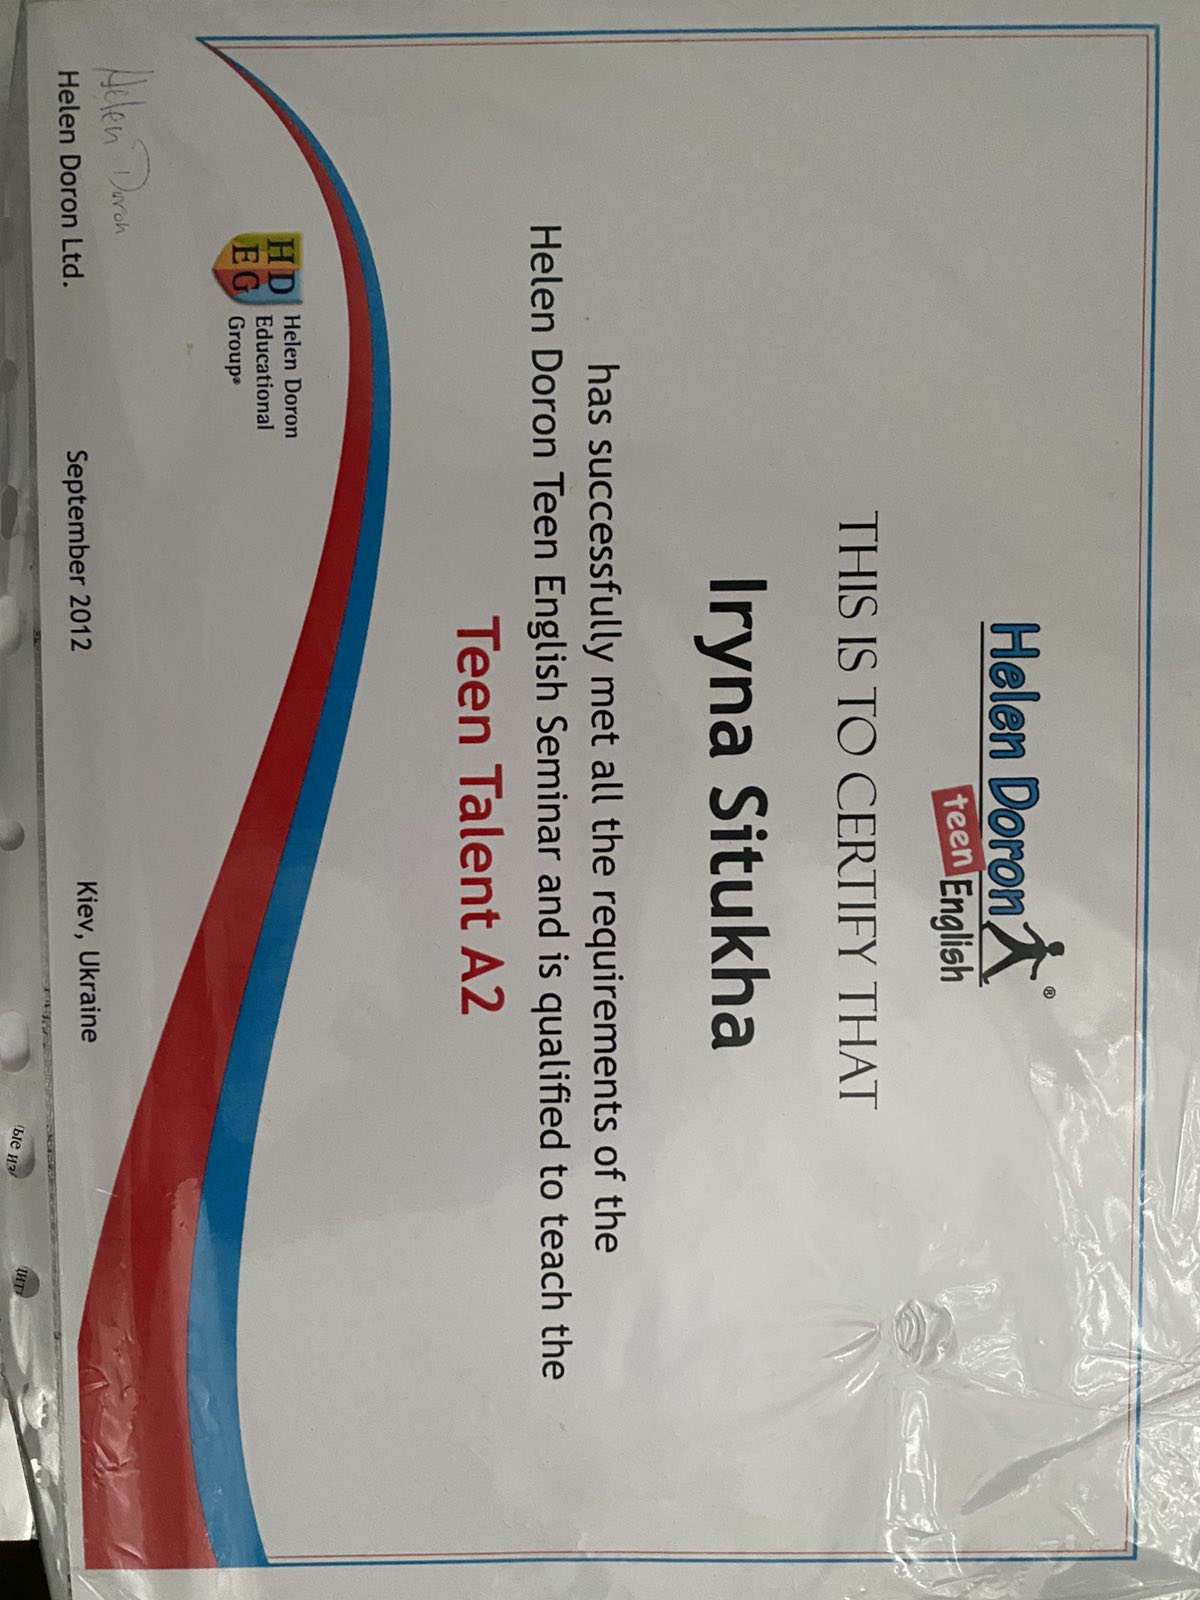 Helen Doron®
teen English
THIS IS TO CERTIFY THAT
Iryna Situkha
has successfully met all the requirements of the
Helen Doron Teen English Seminar and is qualified to teach the
Teen Talent A2
HD
EG
Helen Doron
Educational
Group®
Helen Doron
Helen Doron Ltd.
September 2012
Kiev, Ukraine